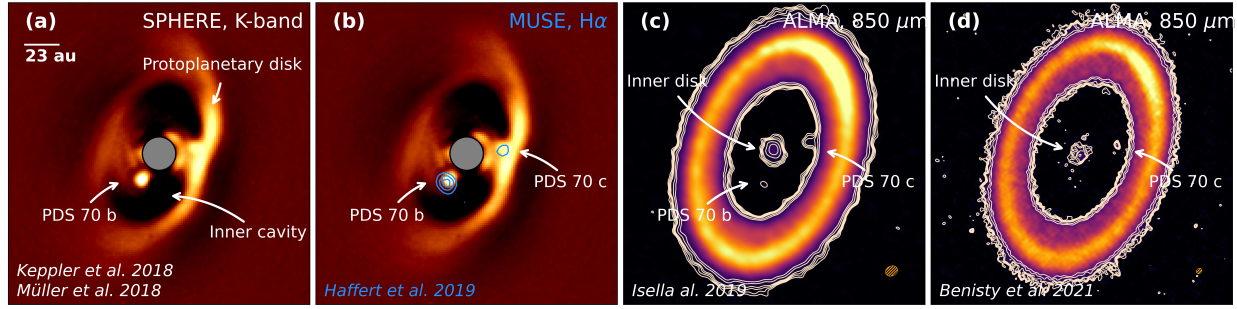 (a) SPHERE, K-band
23 au
Protoplanetary disk
PDS 70 b
Inner cavity
Keppler et al. 2018
Müller et al. 2018
(b) MUSE, Hα
PDS 70 b
PDS 70 c
Haffert et al. 2019
(c) ALMA, 850 μm
Inner disk
PDS 70 c
PDS 70 b
Isella al. 2019
(d) ALMA, 850 μm
Inner disk
PDS 70 c
Benisty et al. 2021